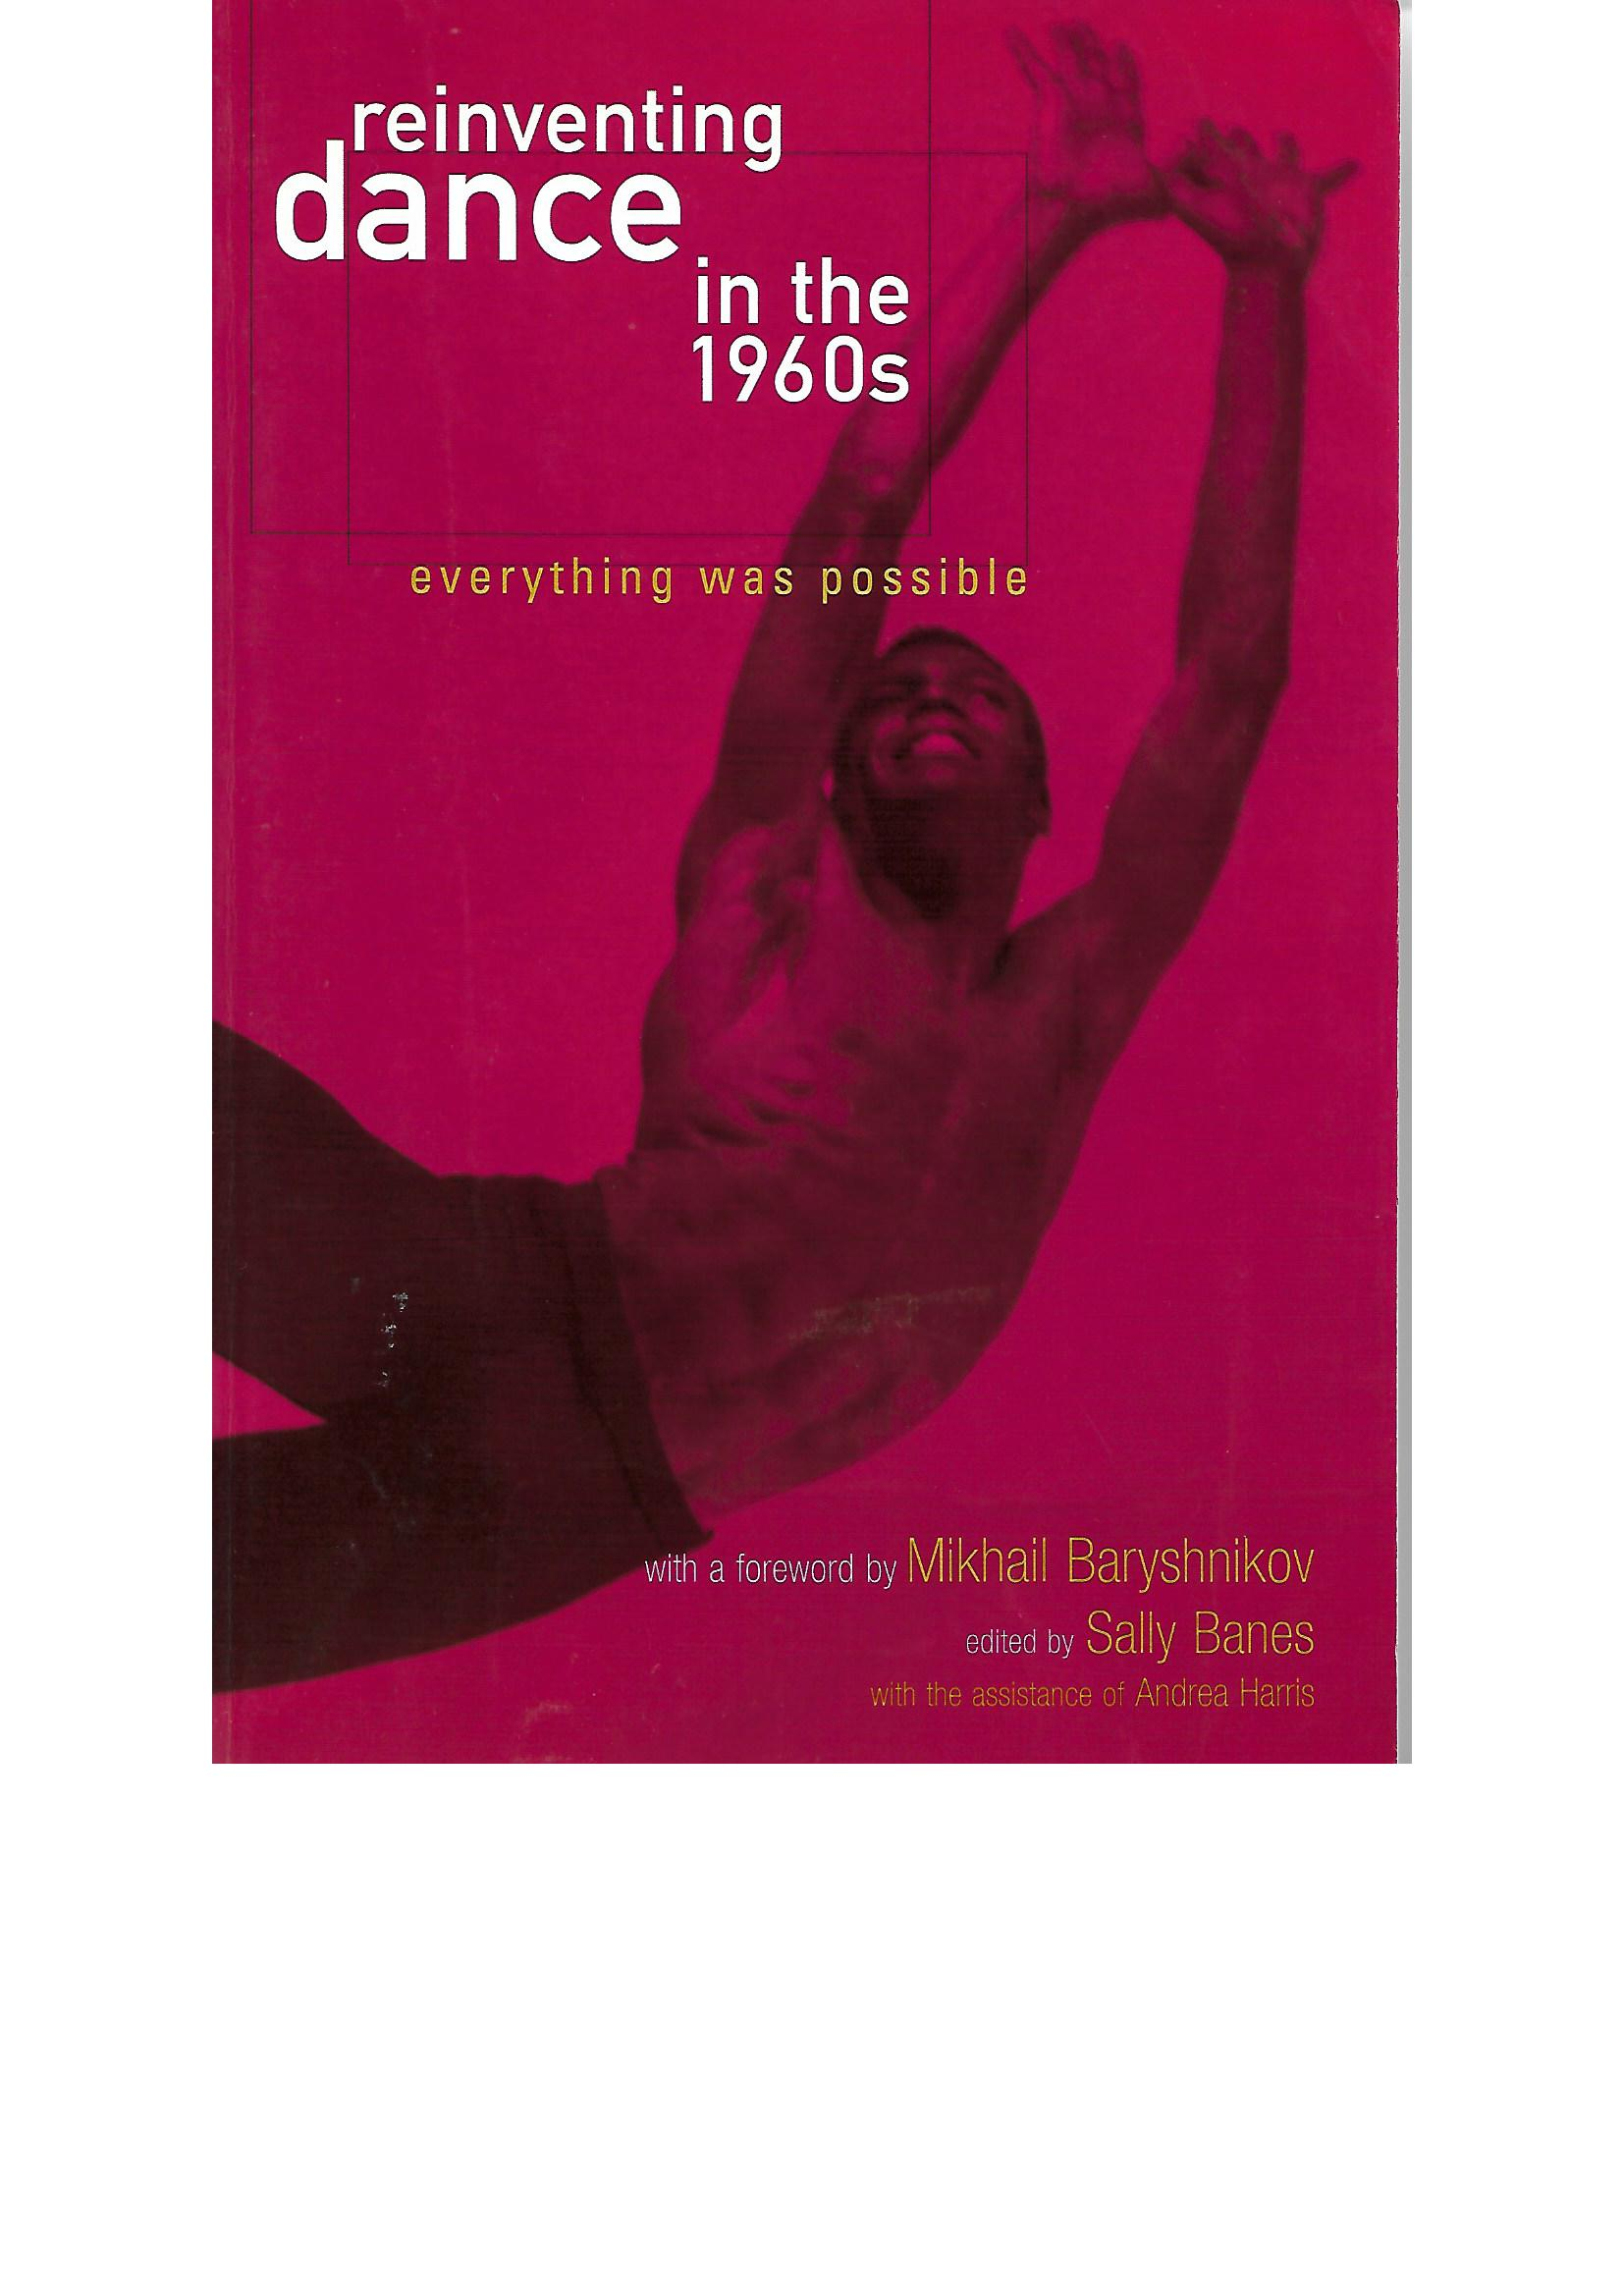 reinventing
dance
in the
1960s
everything was possible
with a foreword by Mikhail Baryshnikov
edited by Sally Banes
with the assistance of Andrea Harris